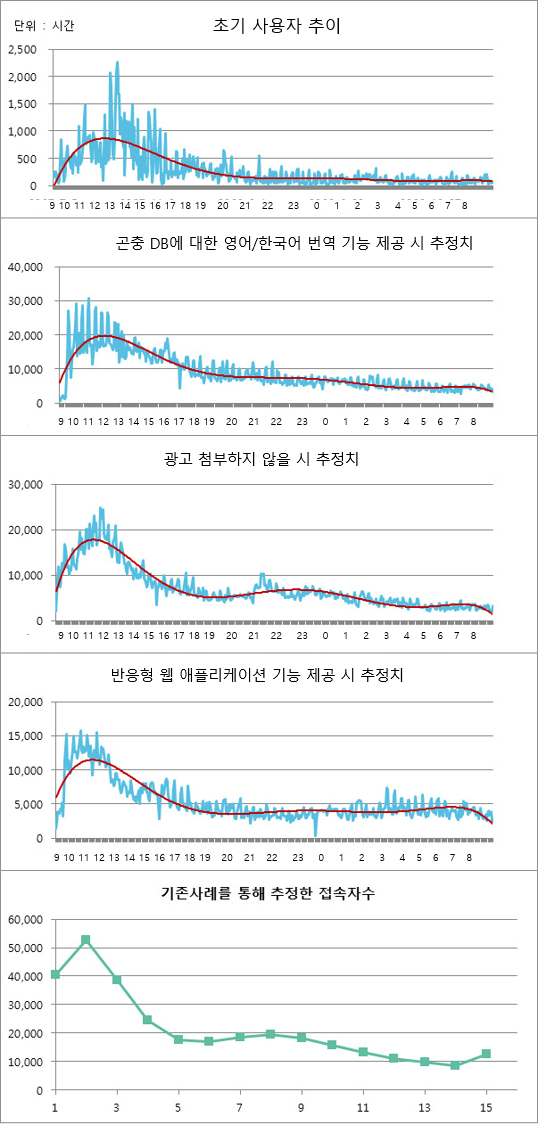 단위 : 시간
초기 사용자 추이
2,500
2,000
1,500
1,000
500
0
9 10 11 12 13 14 15 16 17 18 19 20 21 22 23 0 1 2 3 4 5 6 7 8
곤충 DB에 대한 영어/한국어 번역 기능 제공 시 추정치
40,000
30,000
20,000
10,000
0
9 10 11 12 13 14 15 16 17 18 19 20 21 22 23 0 1 2 3 4 5 6 7 8
광고 첨부하지 않을 시 추정치
30,000
20,000
10,000
0
9 10 11 12 13 14 15 16 17 18 19 20 21 22 23 0 1 2 3 4 5 6 7 8
반응형 웹 애플리케이션 기능 제공 시 추정치
20,000
15,000
10,000
5,000
0
9 10 11 12 13 14 15 16 17 18 19 20 21 22 23 0 1 2 3 4 5 6 7 8
기존사례를 통해 추정한 접속자수
60,000
50,000
40,000
30,000
20,000
10,000
0
1 3 5 7 9 11 13 15